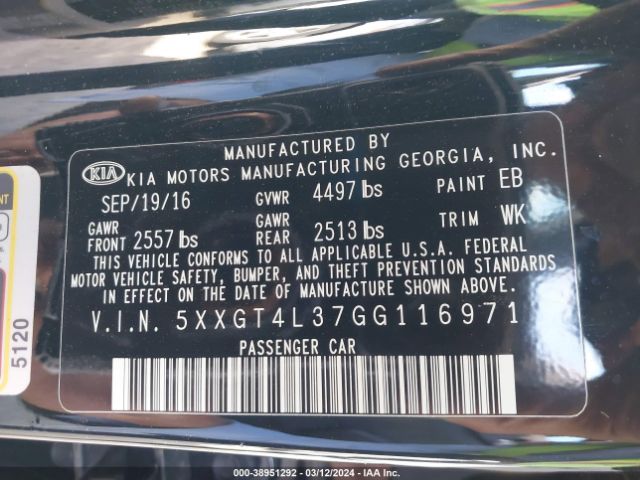 MANUFACTURED BY
KIA KIA MOTORS MANUFACTURING GEORGIA, INC.
SEP/19/16 GVWR 4497 lbs PAINT EB
GAWR FRONT 2557 lbs GAWR REAR 2513 lbs TRIM WK
THIS VEHICLE CONFORMS TO ALL APPLICABLE U.S.A. FEDERAL
MOTOR VEHICLE SAFETY, BUMPER, AND THEFT PREVENTION STANDARDS
IN EFFECT ON THE DATE OF MANUFACTURE SHOWN ABOVE.
V.I.N. 5XXGT4L37GG116971
PASSENGER CAR
5120
000-38951292 - 03/12/2024 - IAA Inc.